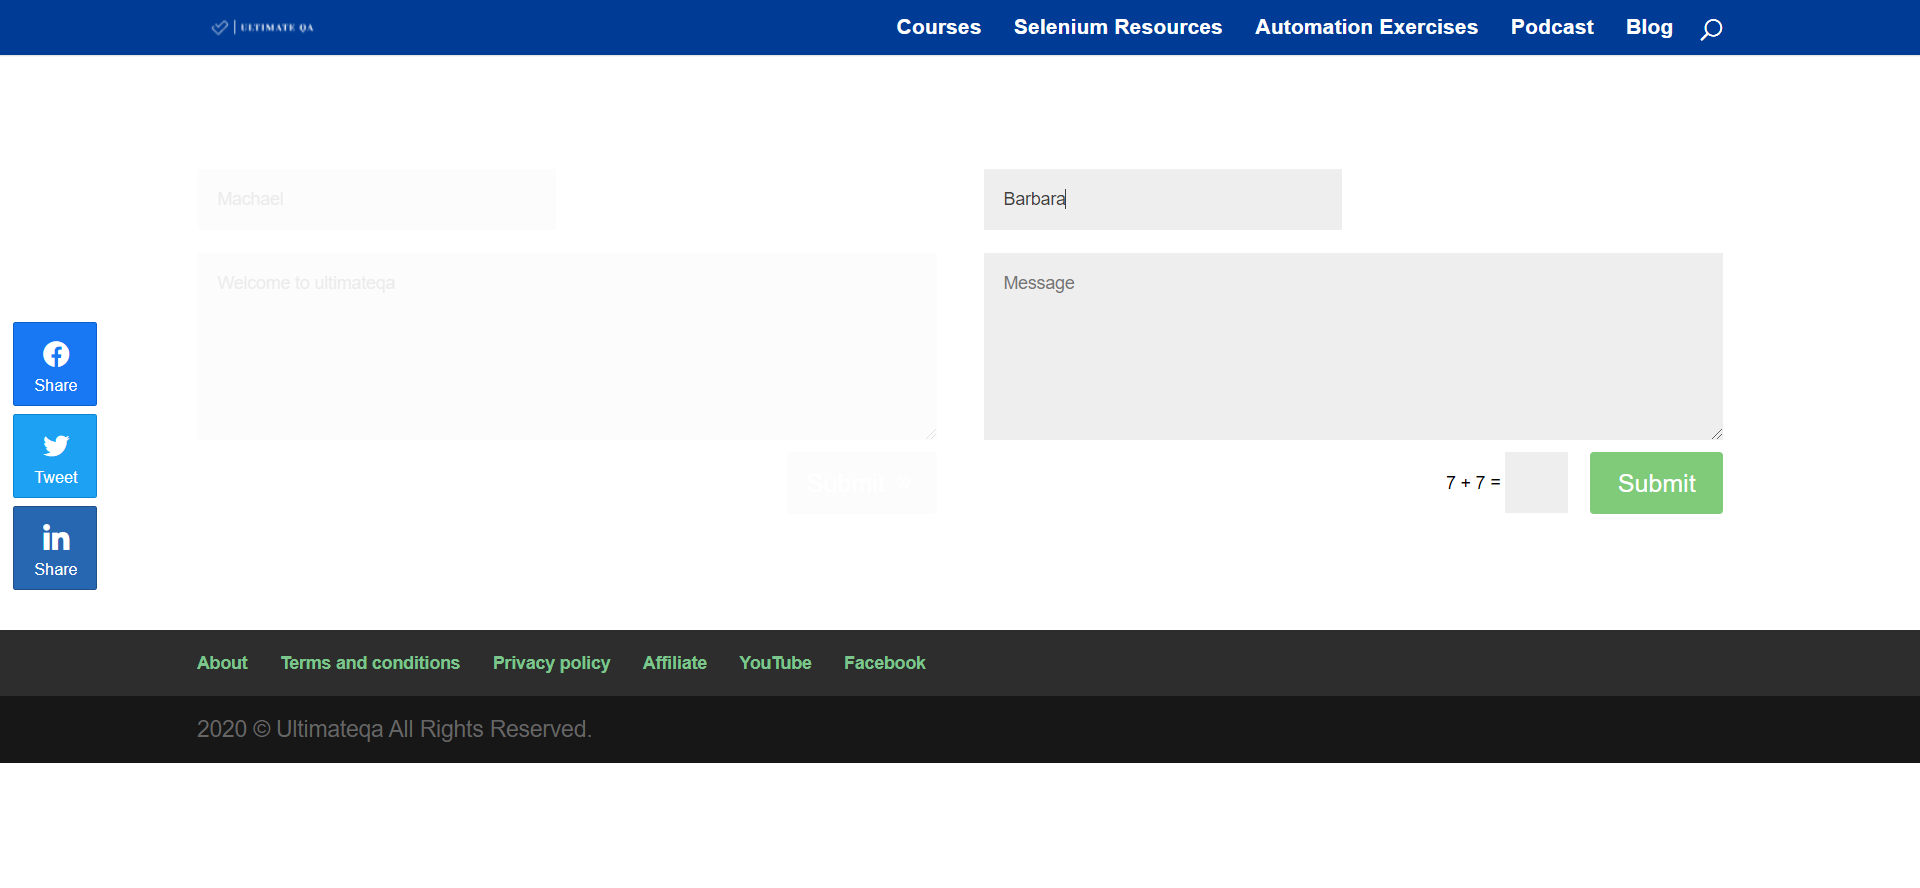 ULTIMATE QA
Courses Selenium Resources Automation Exercises Podcast Blog
Machael
Welcome to ultimateqa
Submit »
Barbara
Message
7 + 7 =
Submit
Share
Tweet
Share
About Terms and conditions Privacy policy Affiliate YouTube Facebook
2020 © Ultimateqa All Rights Reserved.